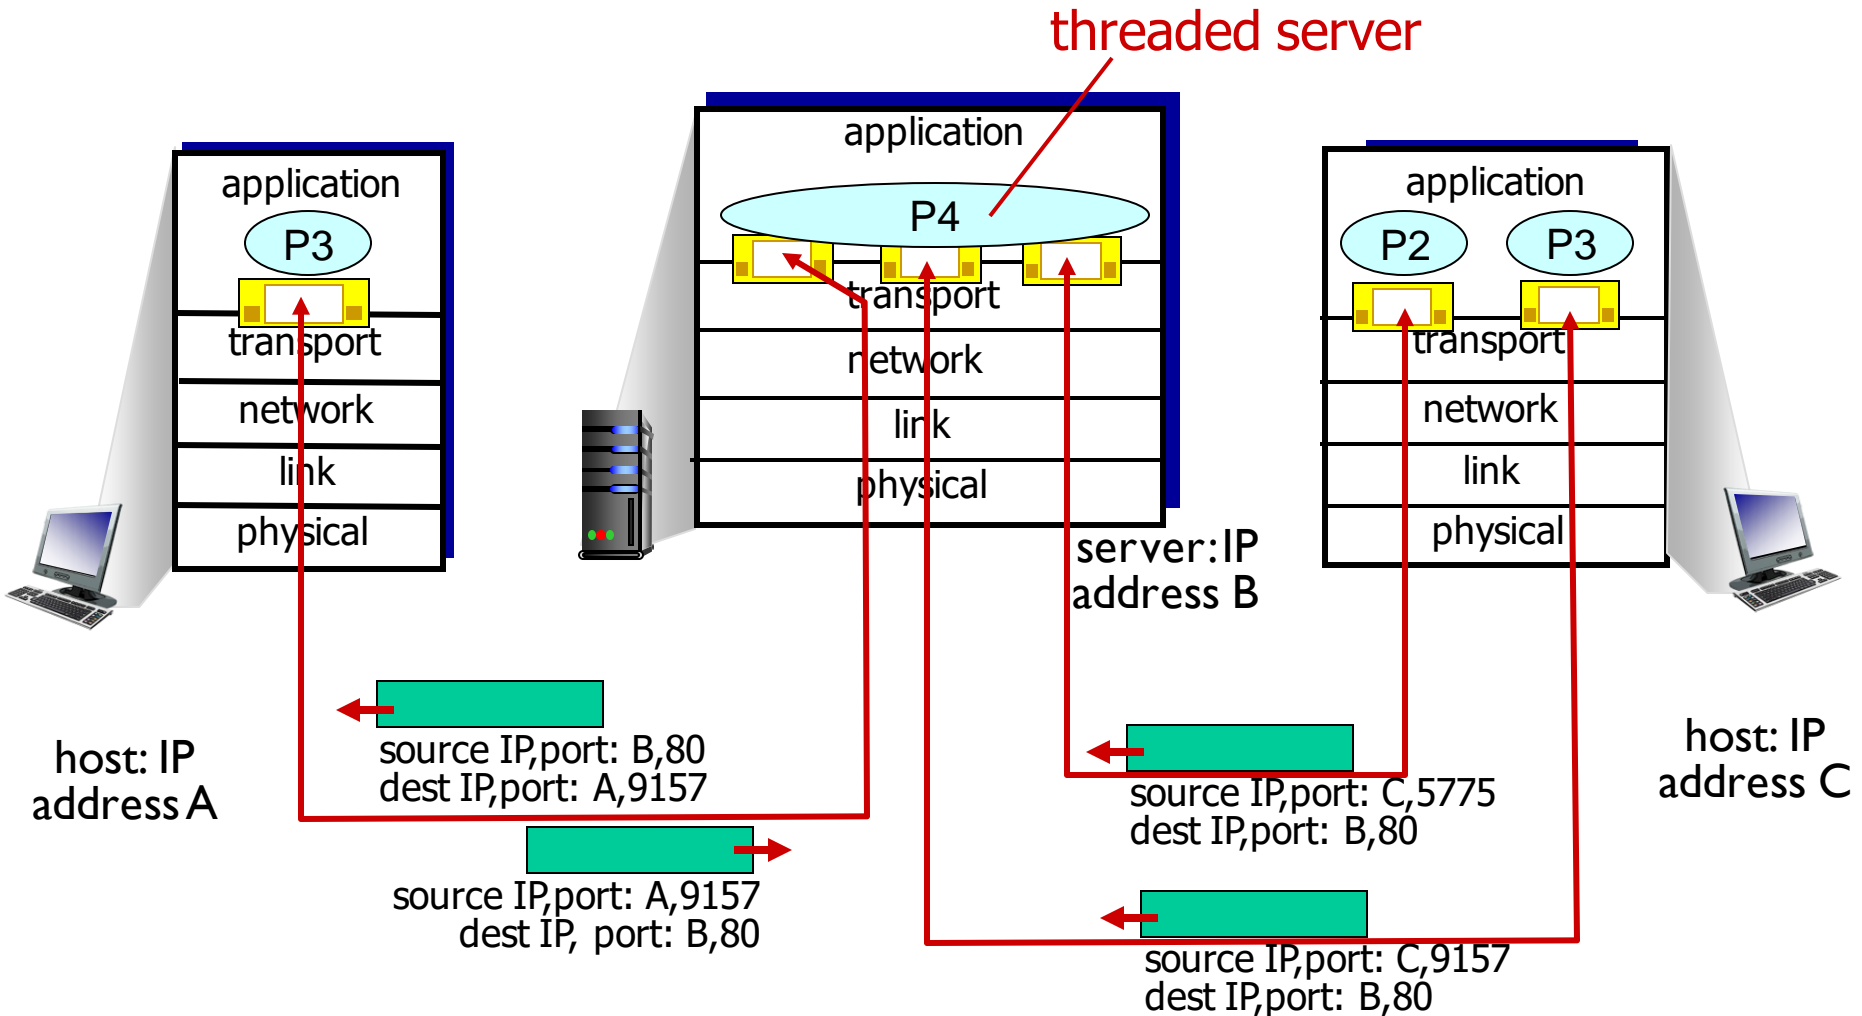 threaded server
application
P3
transport
network
link
physical
host: IP
address A
application
P4
transport
network
link
physical
server: IP
address B
application
P2 P3
transport
network
link
physical
host: IP
address C
source IP,port: B,80
dest IP,port: A,9157
source IP,port: A,9157
dest IP, port: B,80
source IP,port: C,5775
dest IP,port: B,80
source IP,port: C,9157
dest IP,port: B,80